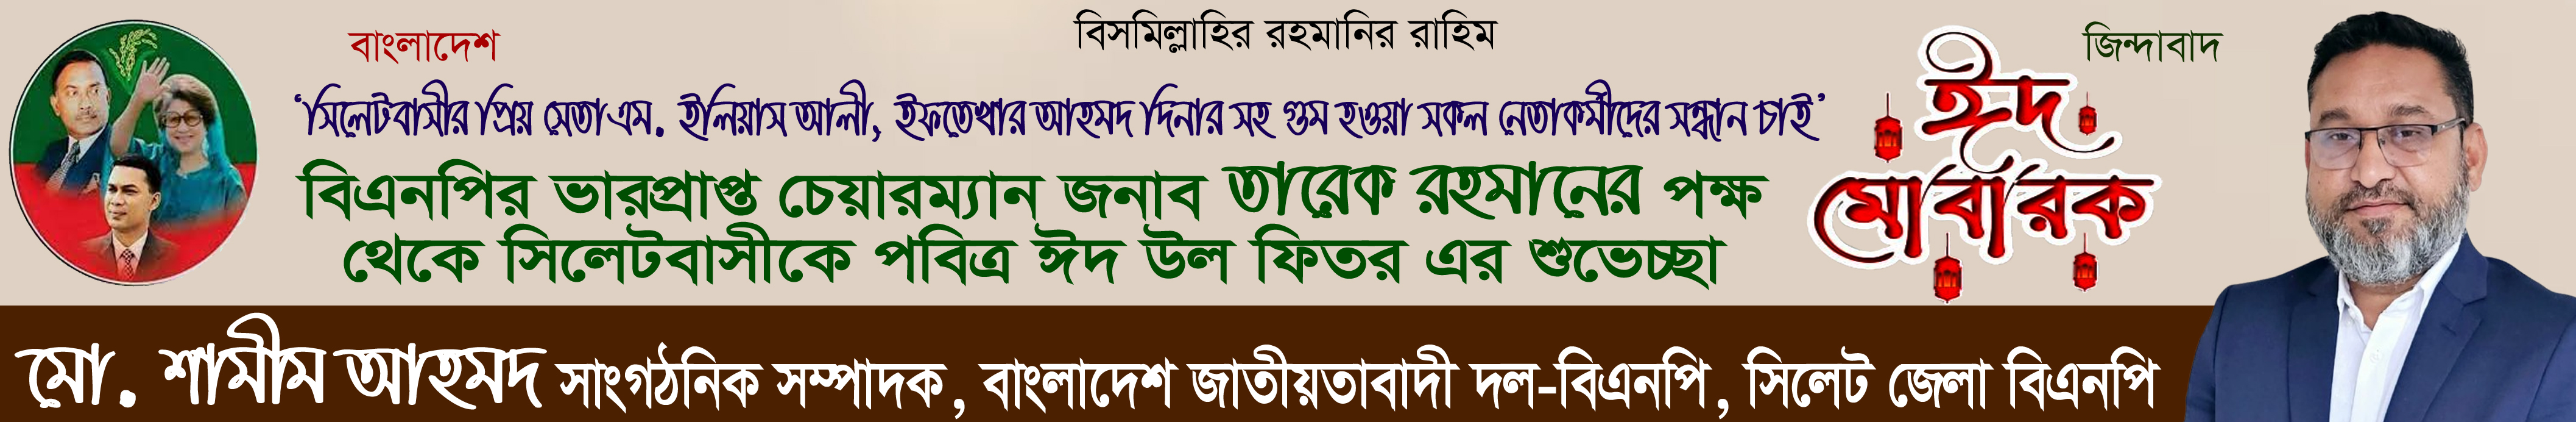 বিসমিল্লাহির রহমানির রাহিম
বাংলাদেশ
জিন্দাবাদ
‘সিলেটবাসীর প্রিয় নেতা এম. ইলিয়াস আলী, ইফতেখার আহমদ দিনার সহ গুম হওয়া সকল নেতাকর্মীদের সন্ধান চাই’
বিএনপির ভারপ্রাপ্ত চেয়ারম্যান জনাব তারেক রহমানের পক্ষ
থেকে সিলেটবাসীকে পবিত্র ঈদ উল ফিতর এর শুভেচ্ছা
ঈদ
মোবারক
মো. শামীম আহমদ সাংগঠনিক সম্পাদক, বাংলাদেশ জাতীয়তাবাদী দল-বিএনপি, সিলেট জেলা বিএনপি